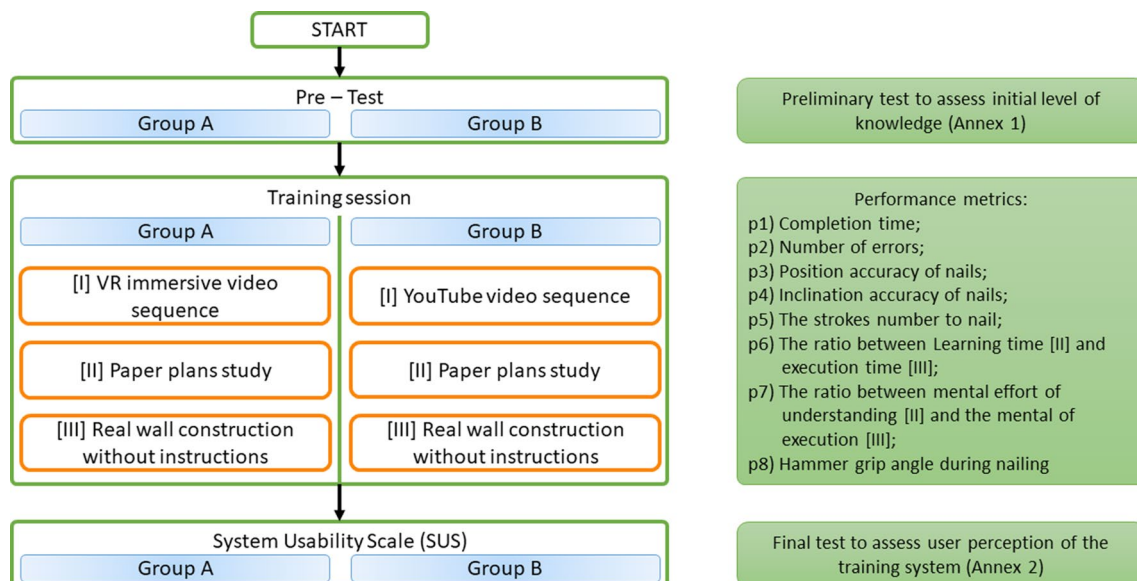 START
Pre – Test
Group A
Group B
Preliminary test to assess initial level of
knowledge (Annex 1)
Training session
Group A
Group B
[I] VR immersive video
sequence
[I] YouTube video sequence
[II] Paper plans study
[II] Paper plans study
[III] Real wall construction
without instructions
[III] Real wall construction
without instructions
Performance metrics:
p1) Completion time;
p2) Number of errors;
p3) Position accuracy of nails;
p4) Inclination accuracy of nails;
p5) The strokes number to nail;
p6) The ratio between Learning time [II] and
execution time [III];
p7) The ratio between mental effort of
understanding [II] and the mental of
execution [III];
p8) Hammer grip angle during nailing
System Usability Scale (SUS)
Group A
Group B
Final test to assess user perception of the
training system (Annex 2)